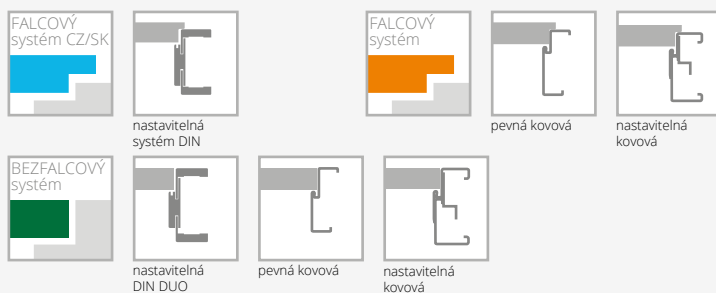 FALCOVÝ
systém CZ/SK
nastavitelná
systém DIN
FALCOVÝ
systém
pevná kovová
nastavitelná
kovová
BEZFALCOVÝ
systém
nastavitelná
DIN DUO
pevná kovová
nastavitelná
kovová